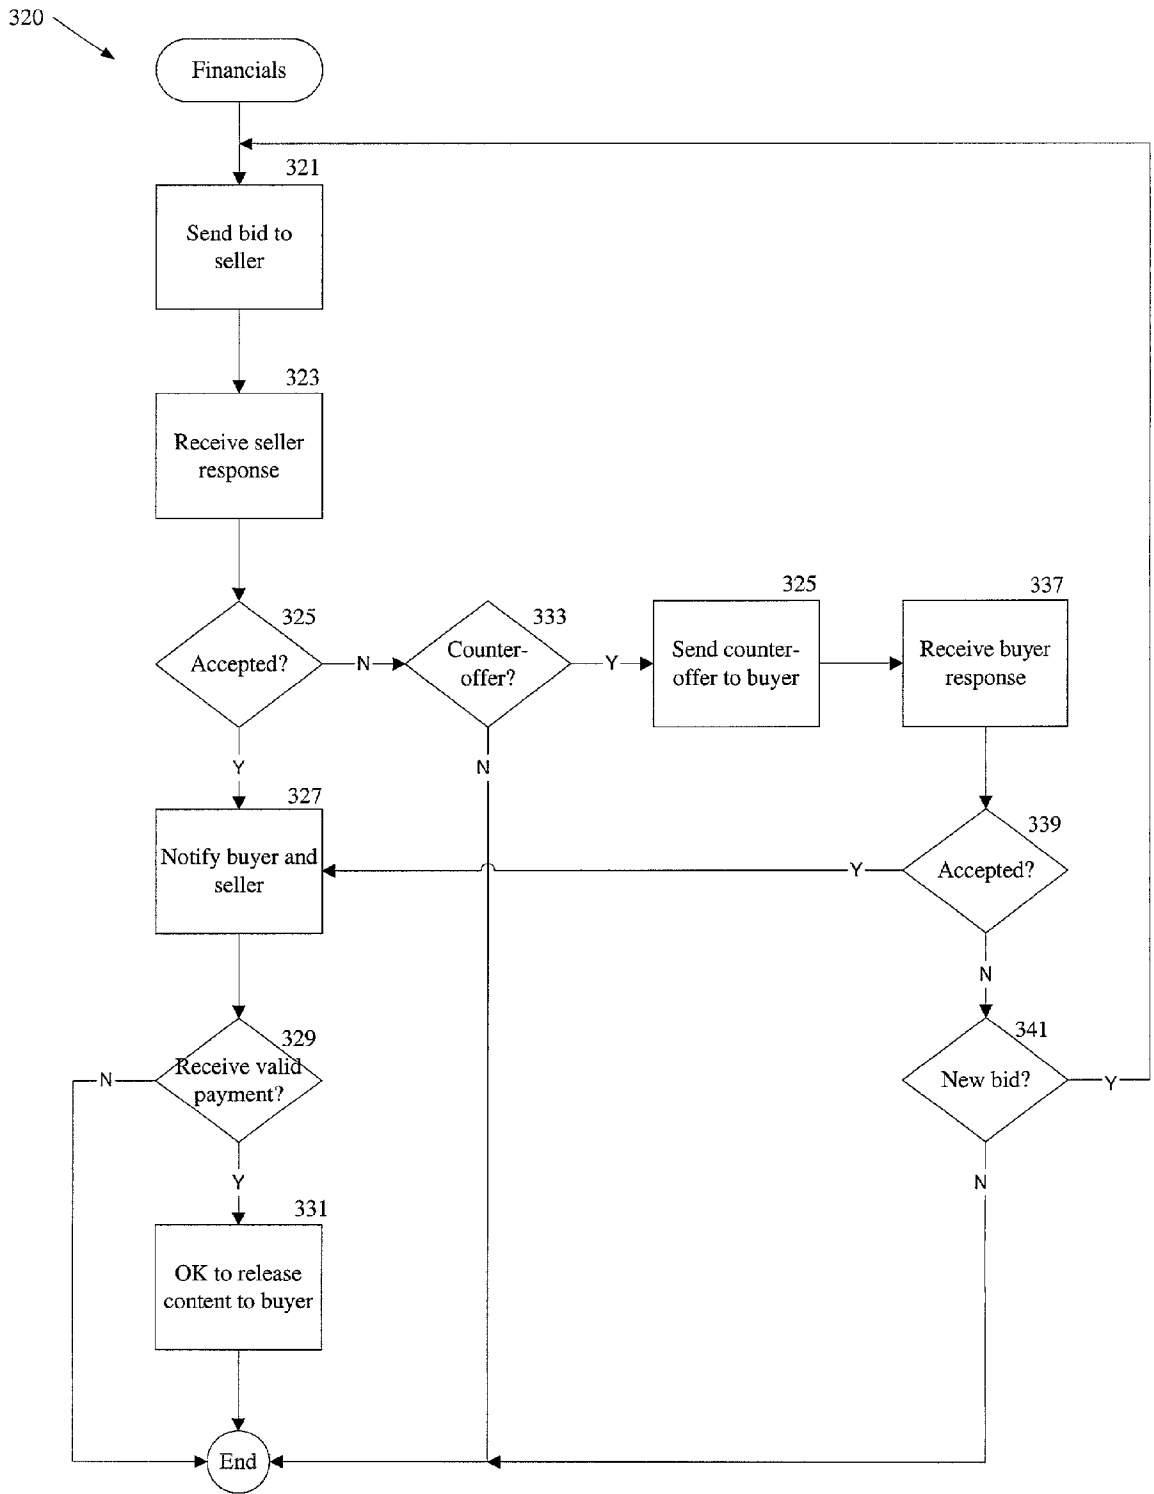 320
Financials
321
Send bid to
seller
323
Receive seller
response
325
Accepted?
N
333
Counter-
offer?
Y
325
Send counter-
offer to buyer
337
Receive buyer
response
Y
N
327
Notify buyer and
seller
339
Accepted?
Y
N
329
Receive valid
payment?
N
341
New bid?
Y
Y
N
331
OK to release
content to buyer
End